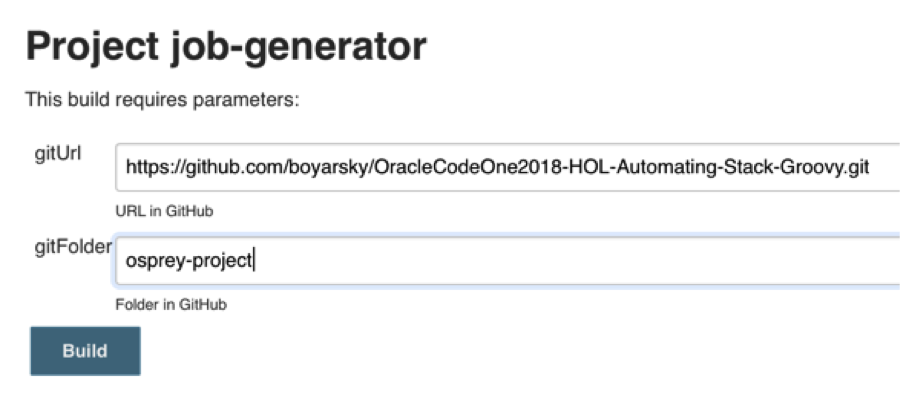 Project job-generator
This build requires parameters:
gitUrl
https://github.com/boyarsky/OracleCodeOne2018-HOL-Automating-Stack-Groovy.git
URL in GitHub
gitFolder
osprey-project
Folder in GitHub
Build